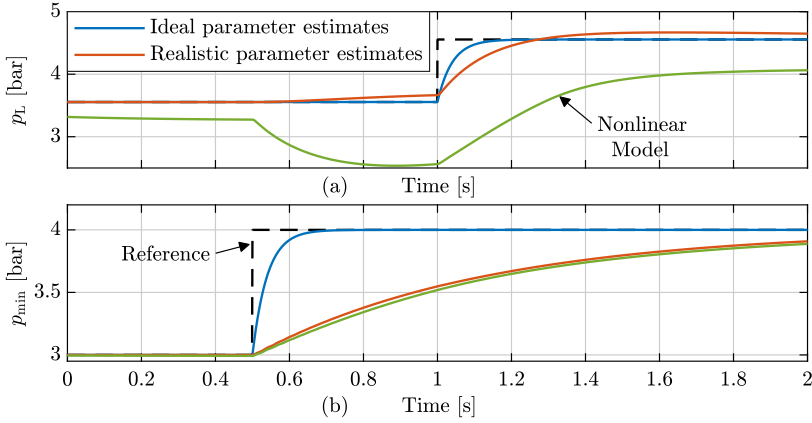 5
Ideal parameter estimates
Realistic parameter estimates
4
3
p_L [bar]
Nonlinear
Model
(a) Time [s]
4
3.5
3
p_min [bar]
Reference
0 0.2 0.4 0.6 0.8 1 1.2 1.4 1.6 1.8 2
(b) Time [s]